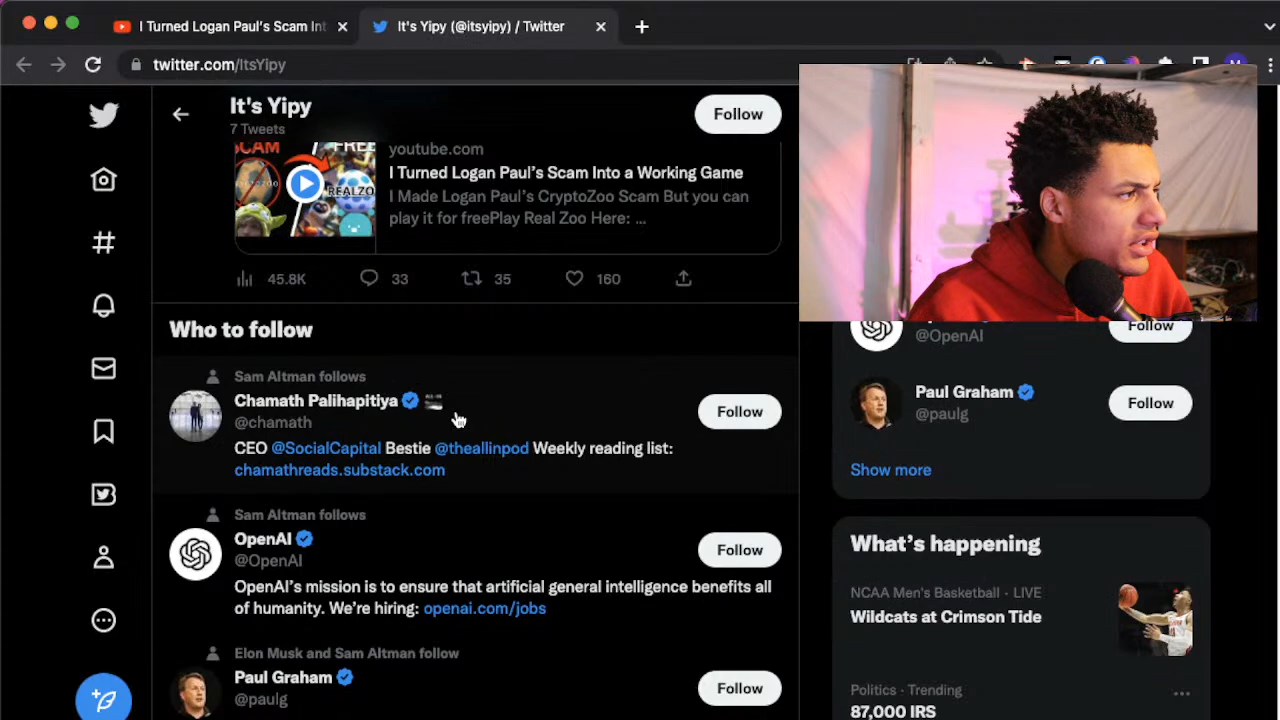 I Turned Logan Paul's Scam Int
It's Yipy (@itsyipy) / Twitter
twitter.com/ItsYipy
It's Yipy
7 Tweets
Follow
SCAM
FREE
REALZOO
youtube.com
I Turned Logan Paul's Scam Into a Working Game
I Made Logan Paul's CryptoZoo Scam But you can
play it for freePlay Real Zoo Here: ...
45.8K
33
35
160
Who to follow
Sam Altman follows
Chamath Palihapitiya
@chamath
Follow
CEO @SocialCapital Bestie @theallinpod Weekly reading list:
chamathreads.substack.com
Sam Altman follows
OpenAI
@OpenAI
Follow
OpenAI's mission is to ensure that artificial general intelligence benefits all
of humanity. We're hiring: openai.com/jobs
Elon Musk and Sam Altman follow
Paul Graham
@paulg
Follow
@OpenAI
Follow
Paul Graham
@paulg
Follow
Show more
What's happening
NCAA Men's Basketball · LIVE
Wildcats at Crimson Tide
Politics · Trending
87,000 IRS